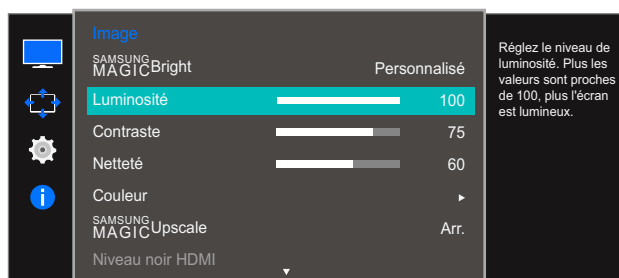 Image
SAMSUNG
MAGICBright Personnalisé
Luminosité 100
Contraste 75
Netteté 60
Couleur
SAMSUNG
MAGICUpscale Arr.
Niveau noir HDMI
Réglez le niveau de
luminosité. Plus les
valeurs sont proches
de 100, plus l'écran
est lumineux.